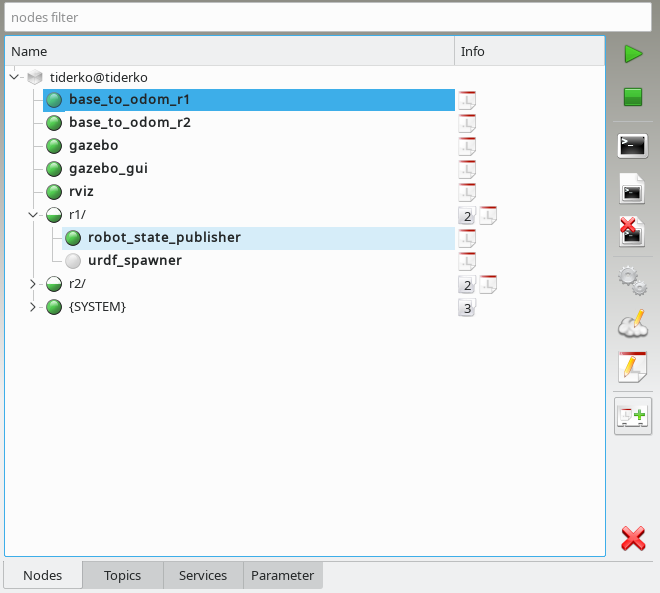 nodes filter
Name Info
tiderko@tiderko
base_to_odom_r1
base_to_odom_r2
gazebo
gazebo_gui
rviz
r1/ 2
robot_state_publisher
urdf_spawner
r2/ 2
{SYSTEM} 3
Nodes Topics Services Parameter